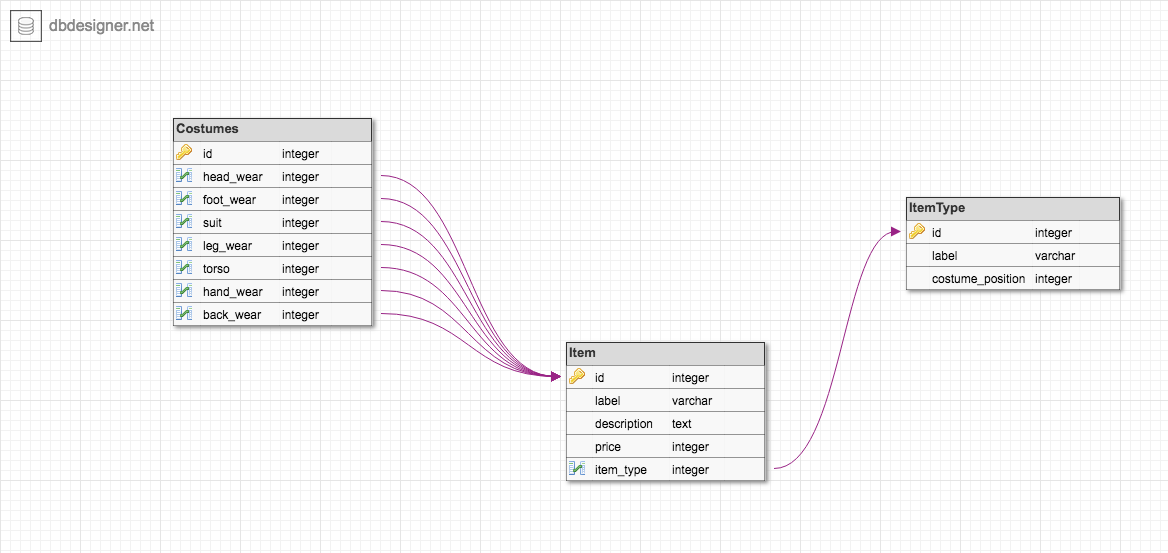 dbdesigner.net
Costumes
id integer
head_wear integer
foot_wear integer
suit integer
leg_wear integer
torso integer
hand_wear integer
back_wear integer
Item
id integer
label varchar
description text
price integer
item_type integer
ItemType
id integer
label varchar
costume_position integer